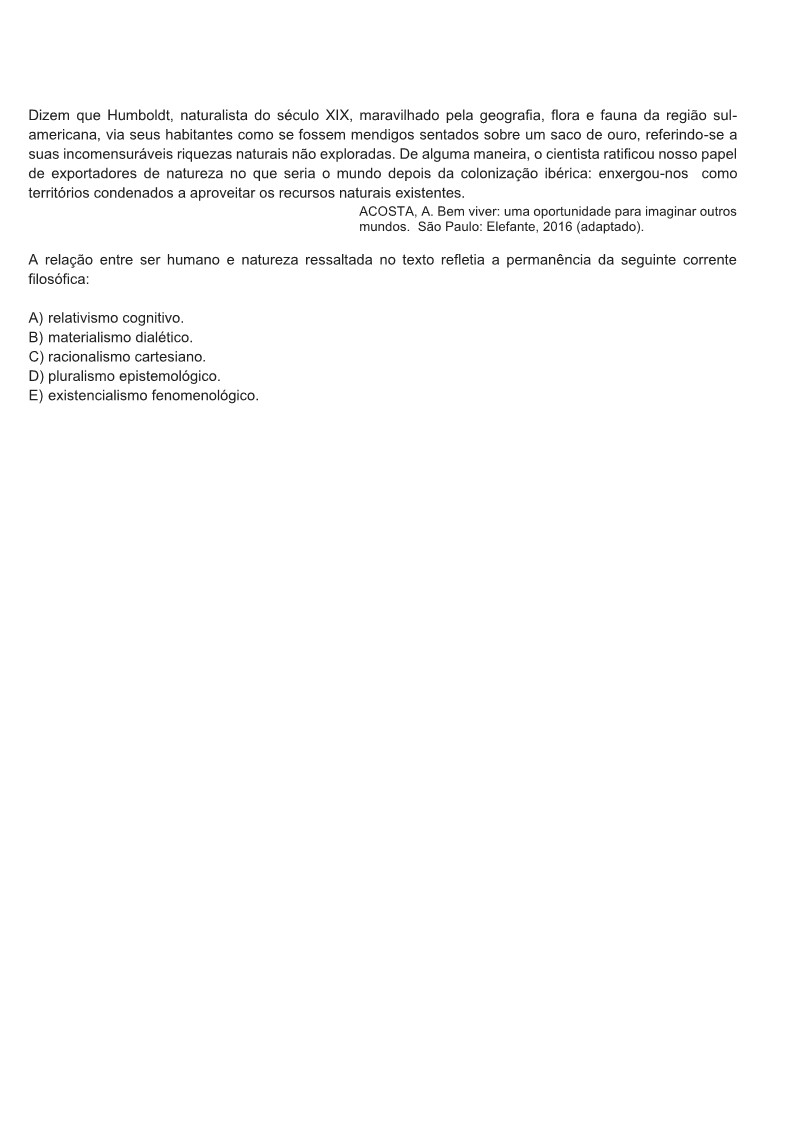 Dizem que Humboldt, naturalista do século XIX, maravilhado pela geografia, flora e fauna da região sul-
americana, via seus habitantes como se fossem mendigos sentados sobre um saco de ouro, referindo-se a
suas incomensuráveis riquezas naturais não exploradas. De alguma maneira, o cientista ratificou nosso papel
de exportadores de natureza no que seria o mundo depois da colonização ibérica: enxergou-nos como
territórios condenados a aproveitar os recursos naturais existentes.
ACOSTA, A. Bem viver: uma oportunidade para imaginar outros
mundos. São Paulo: Elefante, 2016 (adaptado).
A relação entre ser humano e natureza ressaltada no texto refletia a permanência da seguinte corrente
filosófica:
A) relativismo cognitivo.
B) materialismo dialético.
C) racionalismo cartesiano.
D) pluralismo epistemológico.
E) existencialismo fenomenológico.